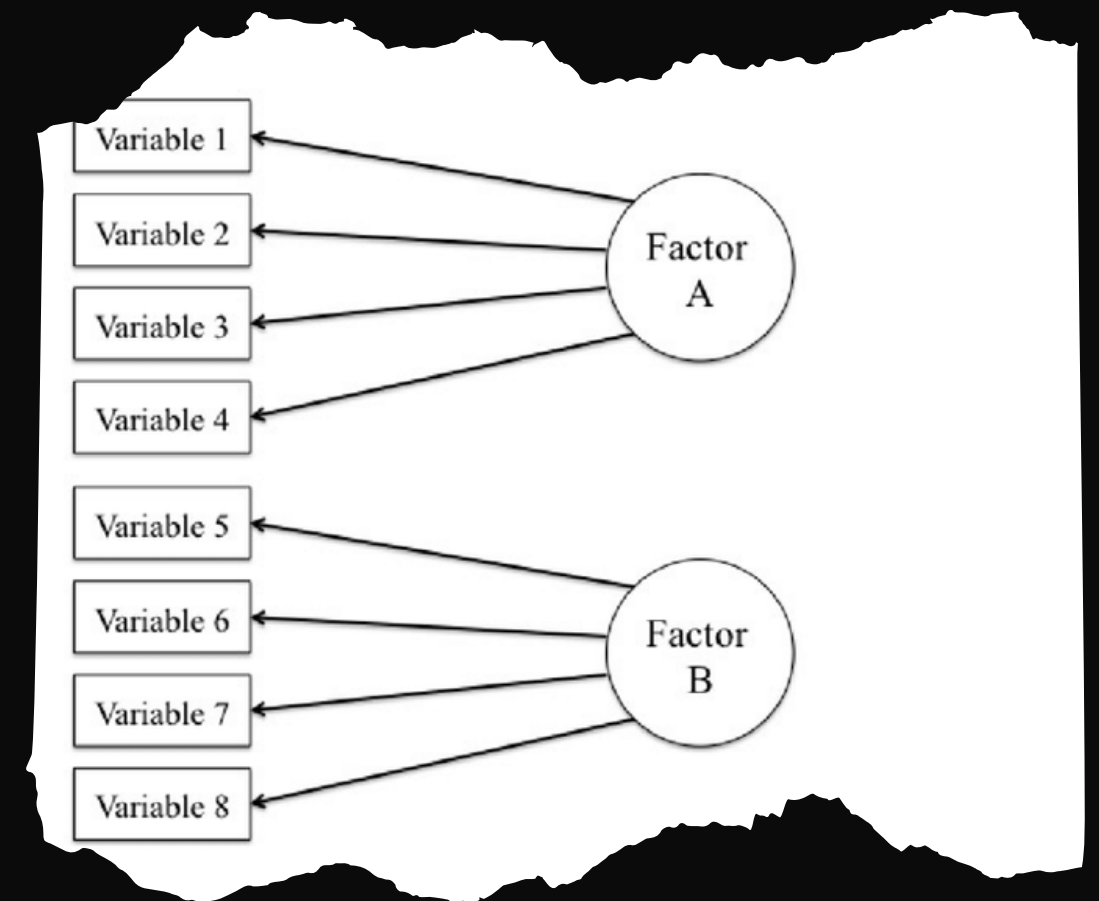 Variable 1
Variable 2
Variable 3
Variable 4
Factor
A
Variable 5
Variable 6
Variable 7
Variable 8
Factor
B